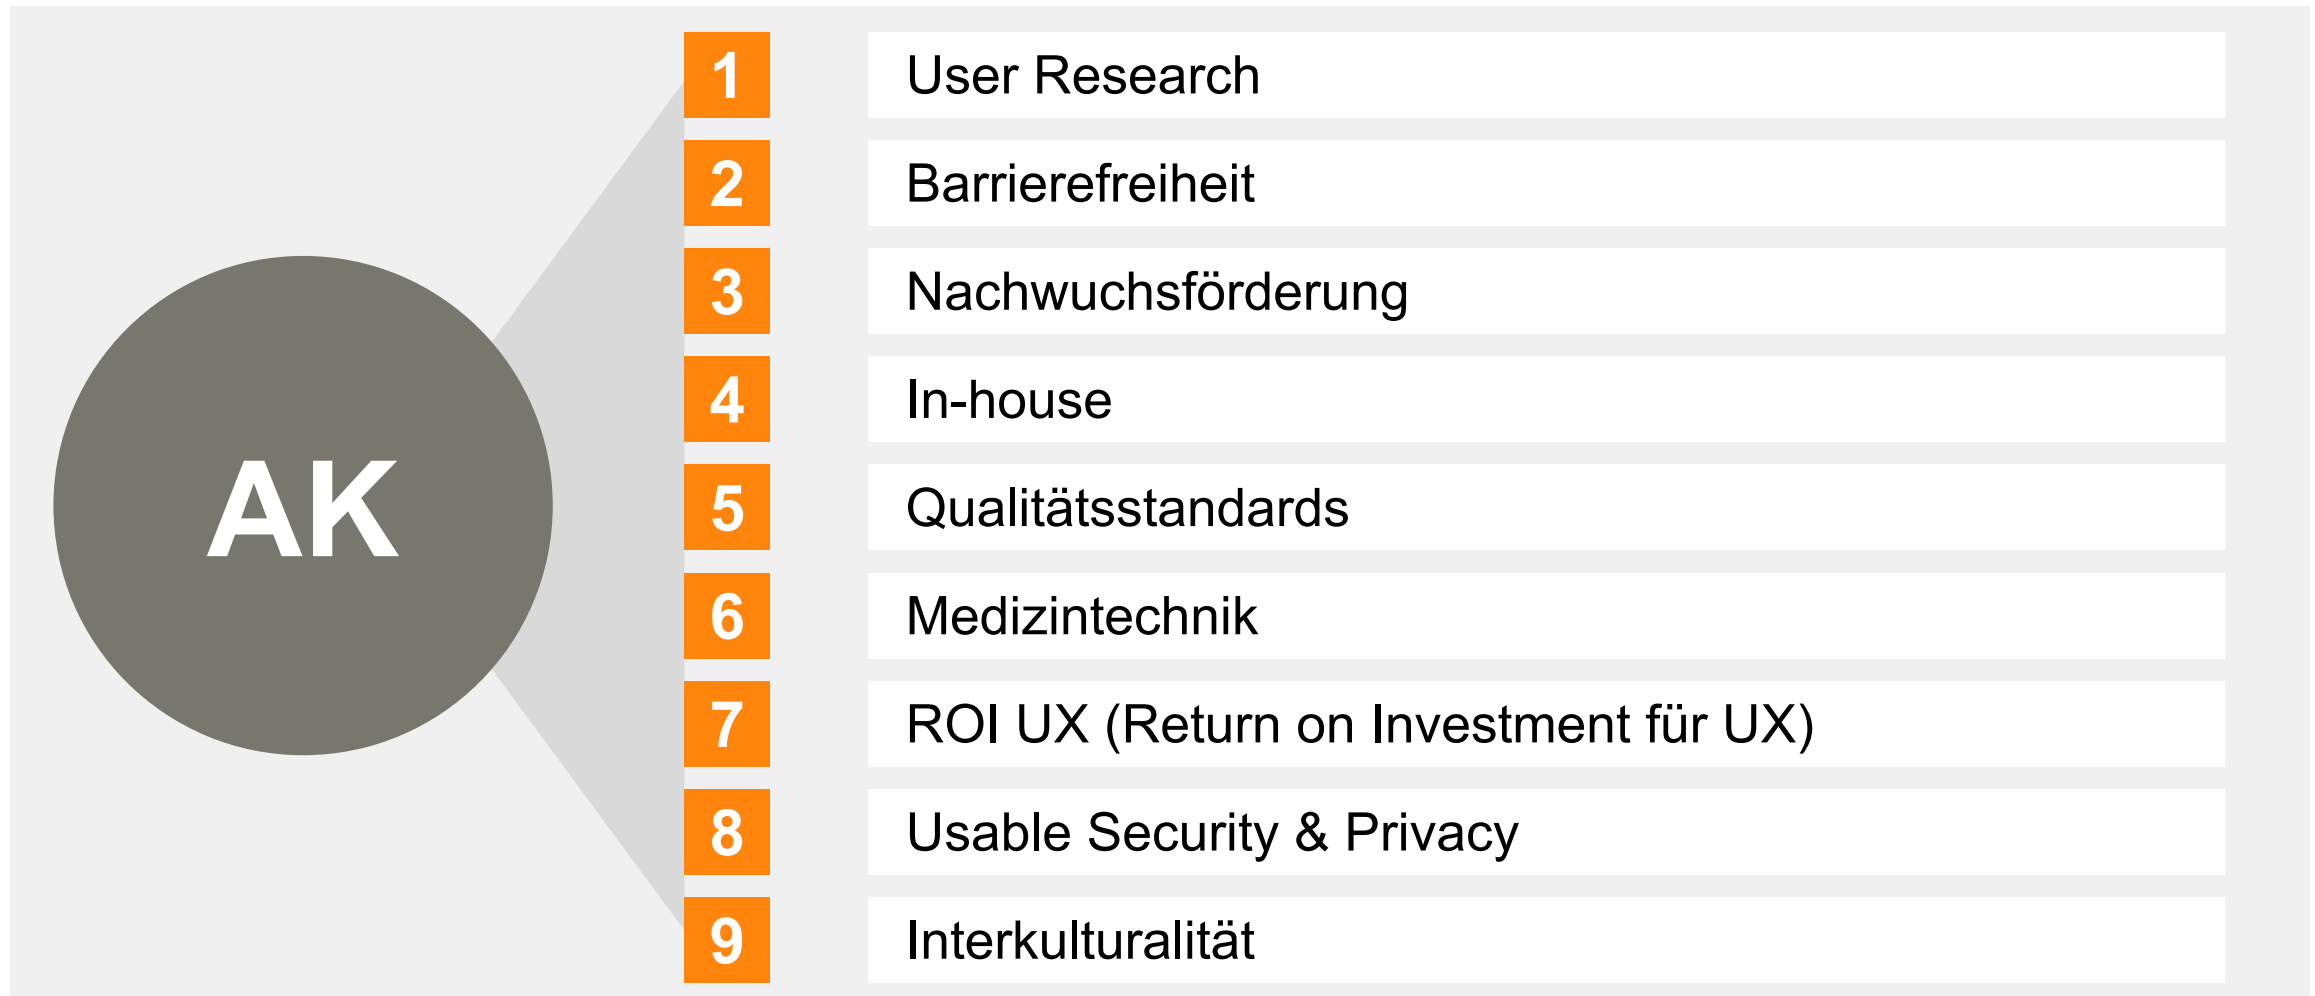 AK
1 User Research
2 Barrierefreiheit
3 Nachwuchsförderung
4 In-house
5 Qualitätsstandards
6 Medizintechnik
7 ROI UX (Return on Investment für UX)
8 Usable Security & Privacy
9 Interkulturalität